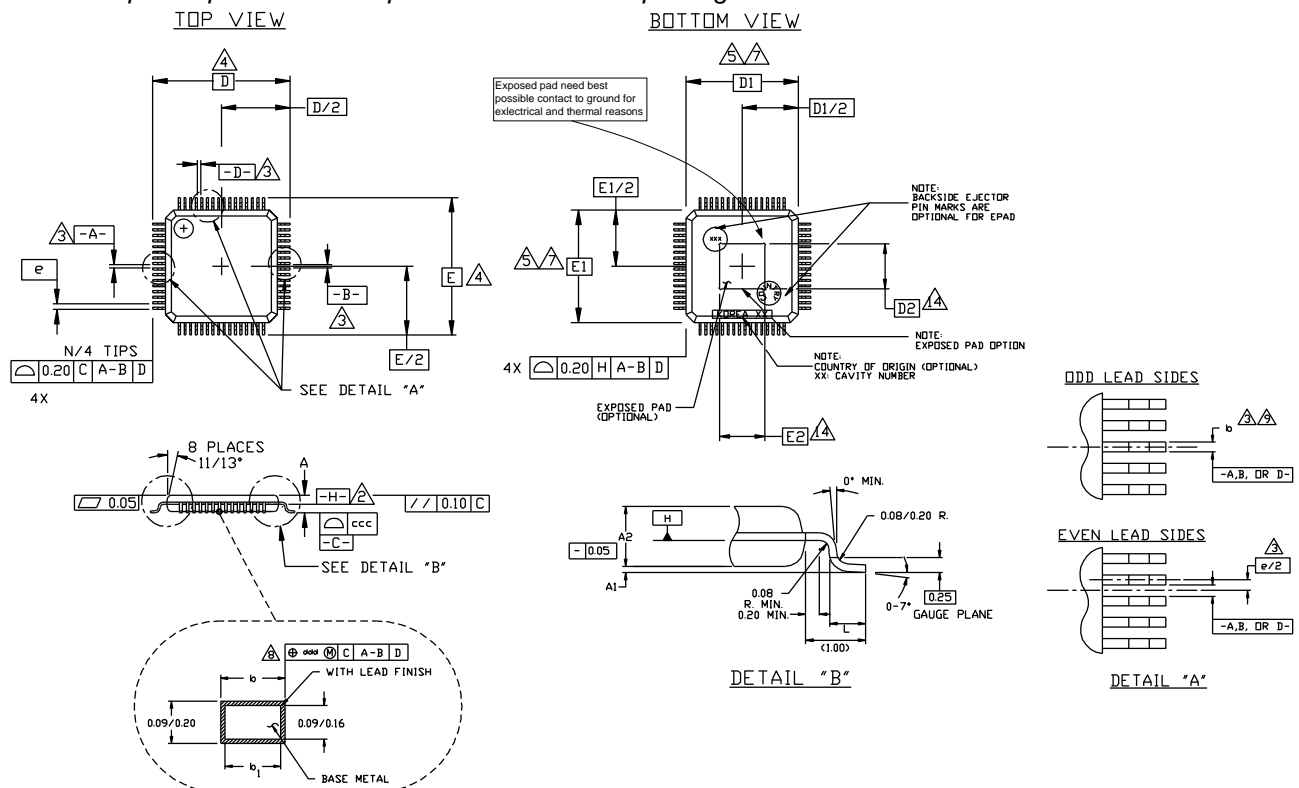 TOP VIEW
4
D
D/2
-D-
3
3
-A-
e
-B-
3
E
4
E/2
N/4 TIPS
0.20 C A-B D
4X
SEE DETAIL "A"
BOTTOM VIEW
5 7
D1
D1/2
Exposed pad need best
possible contact to ground for
exlectrical and thermal reasons
E1/2
5 7
E1
NOTE:
BACKSIDE EJECTOR
PIN MARKS ARE
OPTIONAL FOR EPAD
xxx
KOREA XX
D2
14
NOTE:
EXPOSED PAD OPTION
NOTE:
COUNTRY OF ORIGIN (OPTIONAL)
XX: CAVITY NUMBER
4X 0.20 H A-B D
EXPOSED PAD
(OPTIONAL)
E2
14
8 PLACES
11/13°
A
0.05
-H-
2
// 0.10 C
ccc
-C-
SEE DETAIL "B"
8
ddd M C A-B D
b
WITH LEAD FINISH
0.09/0.20
0.09/0.16
b1
BASE METAL
0° MIN.
0.08/0.20 R.
H
A2
- 0.05
A1
0.08
R. MIN.
0.20 MIN.
0-7°
0.25
GAUGE PLANE
L
(1.00)
DETAIL "B"
ODD LEAD SIDES
b
3 9
-A,B, OR D-
EVEN LEAD SIDES
3
e/2
-A,B, OR D-
DETAIL "A"